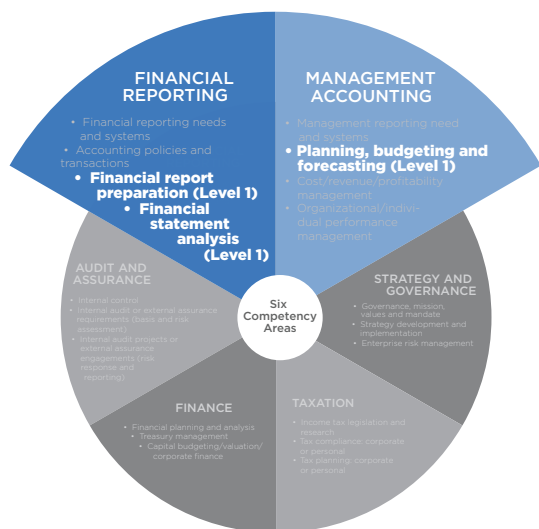 FINANCIAL
REPORTING
• Financial reporting needs
and systems
• Accounting policies and
transactions
• Financial report
preparation (Level 1)
• Financial
statement
analysis
(Level 1)
MANAGEMENT
ACCOUNTING
• Management reporting need
and systems
• Planning, budgeting and
forecasting (Level 1)
• Cost/revenue/profitability
management
• Organizational/indivi-
dual performance
management
AUDIT AND
ASSURANCE
• Internal control
• Internal audit or external assurance
requirements (basis and risk
assessment)
• Internal audit projects or
external assurance
engagements (risk
response and
reporting)
Six
Competency
Areas
STRATEGY AND
GOVERNANCE
• Governance, mission,
values and mandate
• Strategy development and
implementation
• Enterprise risk management
FINANCE
• Financial planning and analysis
• Treasury management
• Capital budgeting/valuation/
corporate finance
TAXATION
• Income tax legislation and
research
• Tax compliance: corporate
or personal
• Tax planning: corporate
or personal